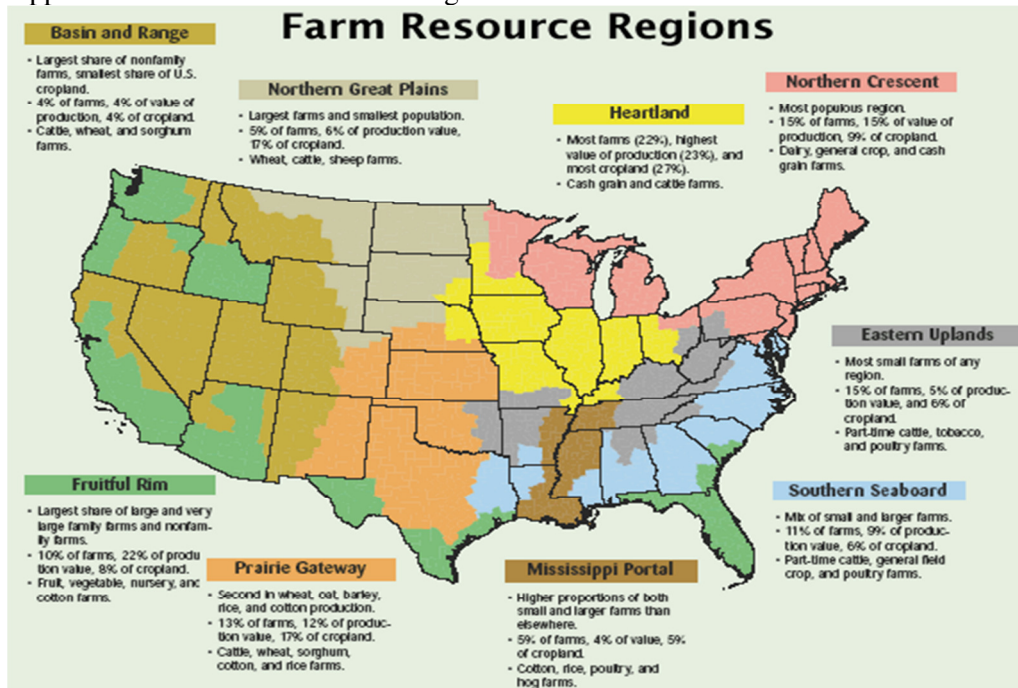 Farm Resource Regions
Basin and Range
- Largest share of nonfamily
farms, smallest share of U.S.
cropland.
- 4% of farms, 4% of value of
production, 4% of cropland.
- Cattle, wheat, and sorghum
farms.
Northern Great Plains
- Largest farms and smallest population.
- 5% of farms, 6% of production value,
17% of cropland.
- Wheat, cattle, sheep farms.
Heartland
- Most farms (22%), highest
value of production (23%), and
most cropland (27%).
- Cash grain and cattle farms.
Northern Crescent
- Most populous region.
- 15% of farms, 15% of value of
production, 9% of cropland.
- Dairy, general crop, and cash
grain farms.
Eastern Uplands
- Most small farms of any
region.
- 15% of farms, 5% of produc-
tion value, and 6% of
cropland.
- Part-time cattle, tobacco,
and poultry farms.
Southern Seaboard
- Mix of small and larger farms.
- 11% of farms, 9% of produc-
tion value, 6% of cropland.
- Part-time cattle, general field
crop, and poultry farms.
Fruitful Rim
- Largest share of large and very
large family farms and nonfam-
ily farms.
- 10% of farms, 22% of produ
tion value, 8% of cropland.
- Fruit, vegetable, nursery, and
cotton farms.
Prairie Gateway
- Second in wheat, oat, barley,
rice, and cotton production.
- 13% of farms, 12% of produc-
tion value, 17% of cropland.
- Cattle, wheat, sorghum,
cotton, and rice farms.
Mississippi Portal
- Higher proportions of both
small and larger farms than
elsewhere.
- 5% of farms, 4% of value, 5%
of cropland.
- Cotton, rice, poultry, and
hog farms.